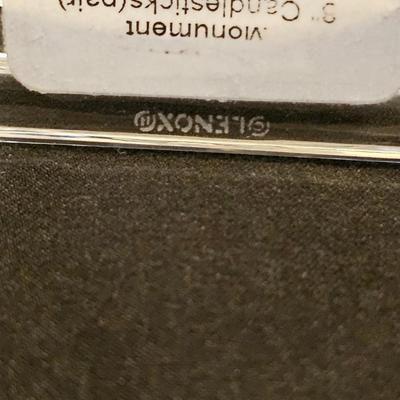 Monument
3" Candlesticks(pair)
LENOX